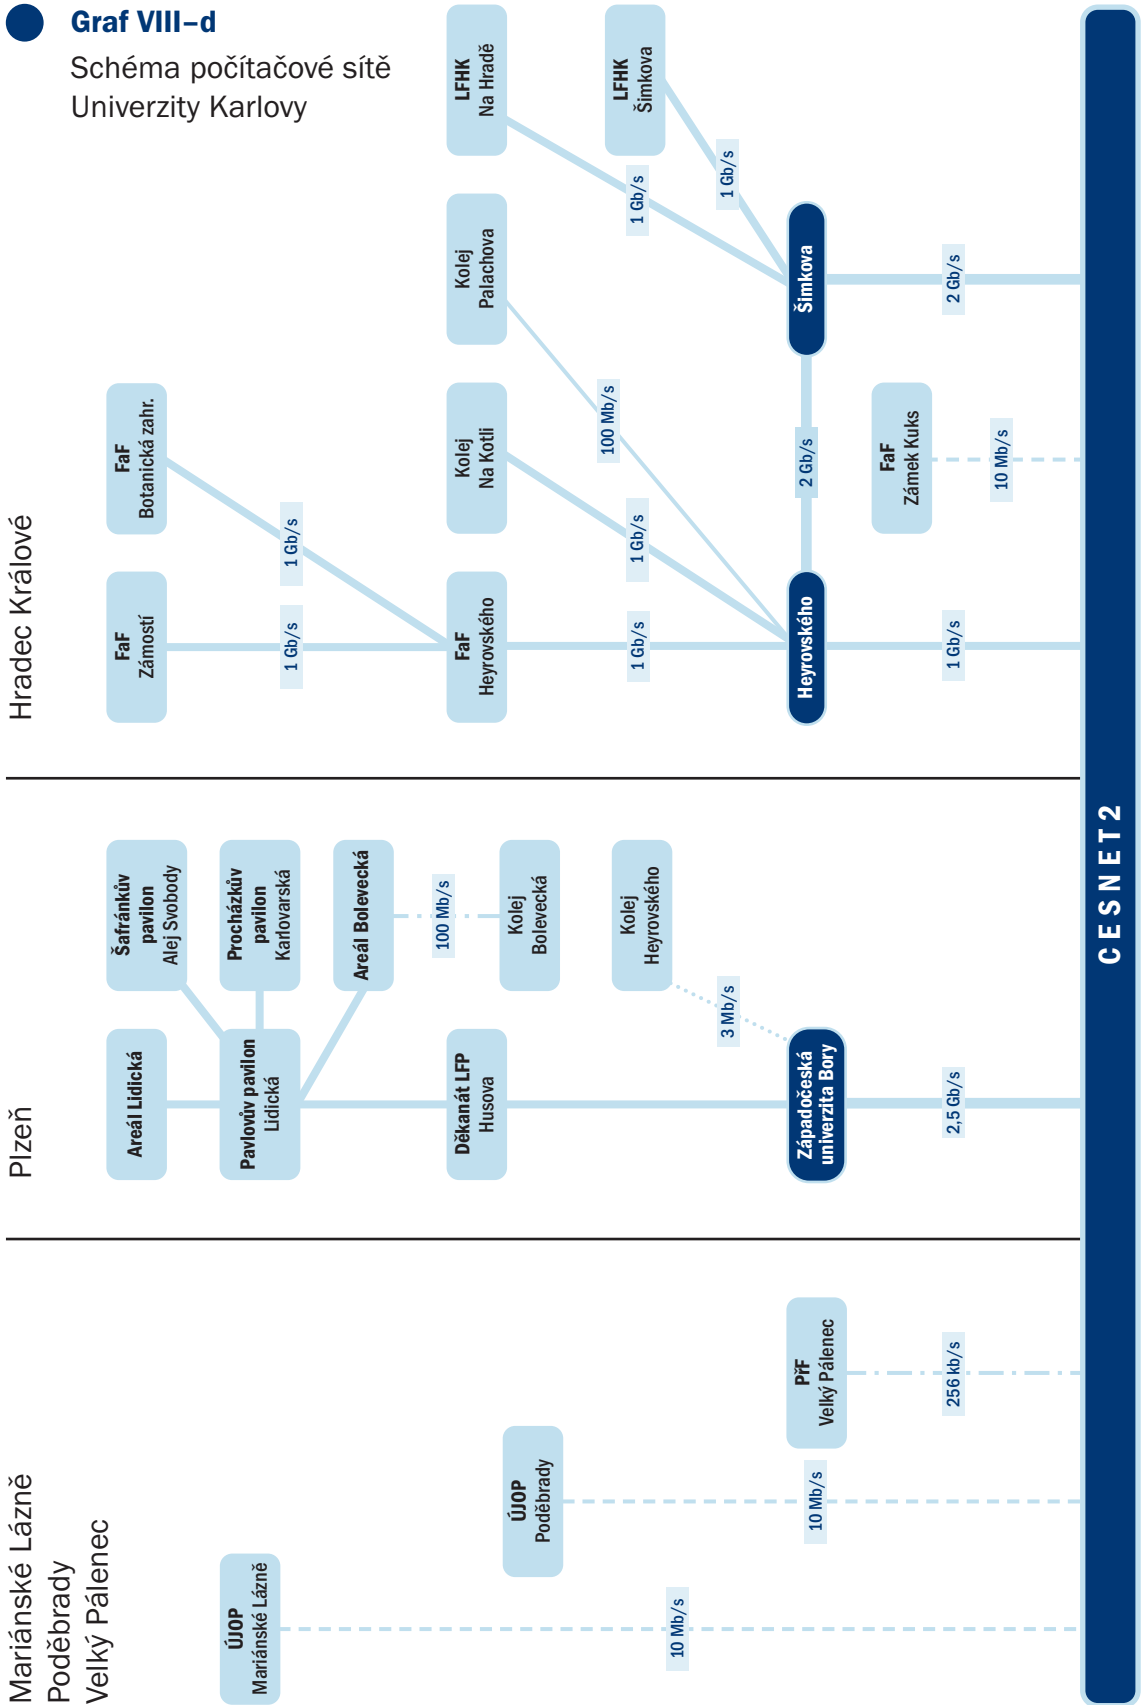 Graf VIII–d
Schéma počítačové sítě
Univerzity Karlovy
Hradec Králové
FaF
Zámostí
FaF
Botanická zahr.
1 Gb/s
1 Gb/s
FaF
Heyrovského
Kolej
Na Kotli
Kolej
Palachova
LFHK
Na Hradě
LFHK
Šimkova
1 Gb/s
1 Gb/s
100 Mb/s
1 Gb/s
1 Gb/s
Heyrovského
2 Gb/s
Šimkova
FaF
Zámek Kuks
1 Gb/s
10 Mb/s
2 Gb/s
Plzeň
Areál Lidická
Šafránkův
pavilon
Alej Svobody
Pavlovův pavilon
Lidická
Procházkův
pavilon
Karlovarská
Areál Bolevecká
100 Mb/s
Děkanát LFP
Husova
Kolej
Bolevecká
Kolej
Heyrovského
3 Mb/s
Západočeská
univerzita Bory
2,5 Gb/s
Mariánské Lázně
Poděbrady
Velký Pálenec
ÚJOP
Mariánské Lázně
ÚJOP
Poděbrady
PřF
Velký Pálenec
10 Mb/s
10 Mb/s
256 kb/s
CESNET2